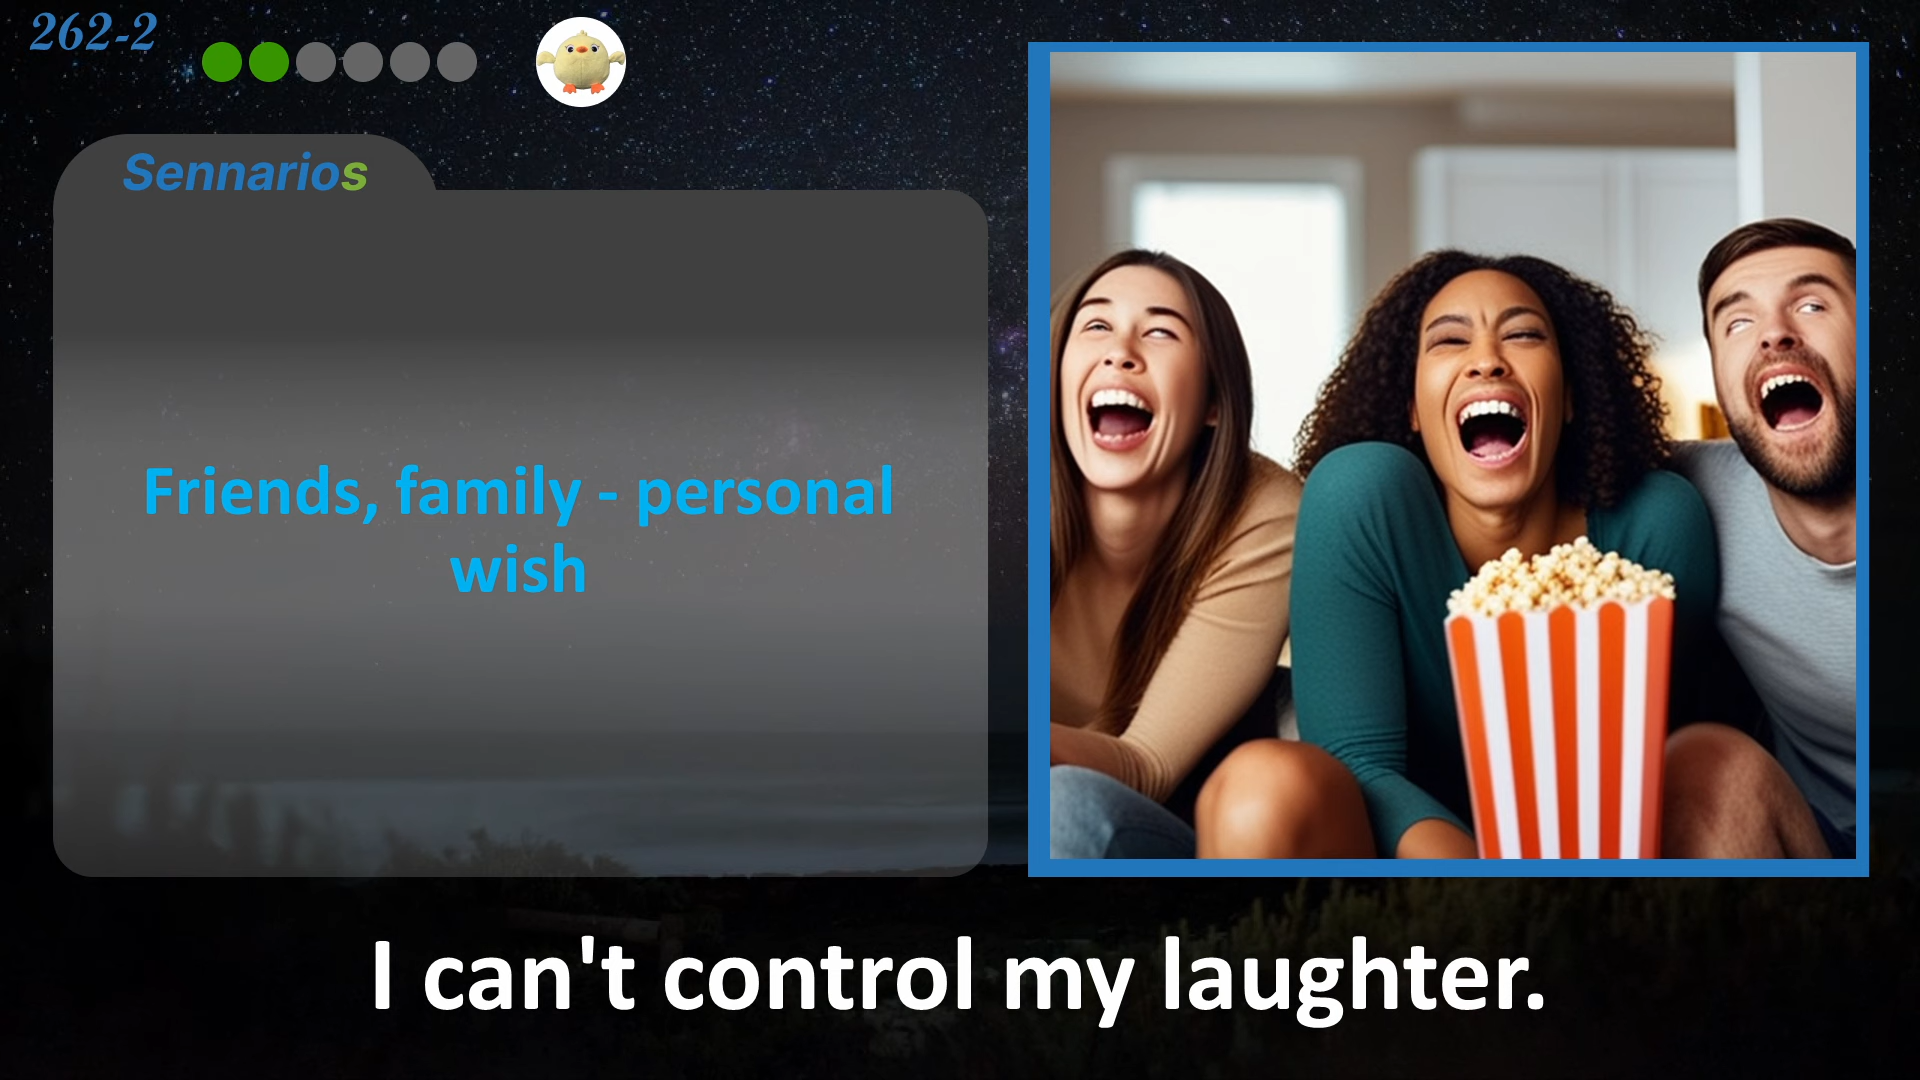 262-2
Sennarios
Friends, family - personal
wish
I can't control my laughter.